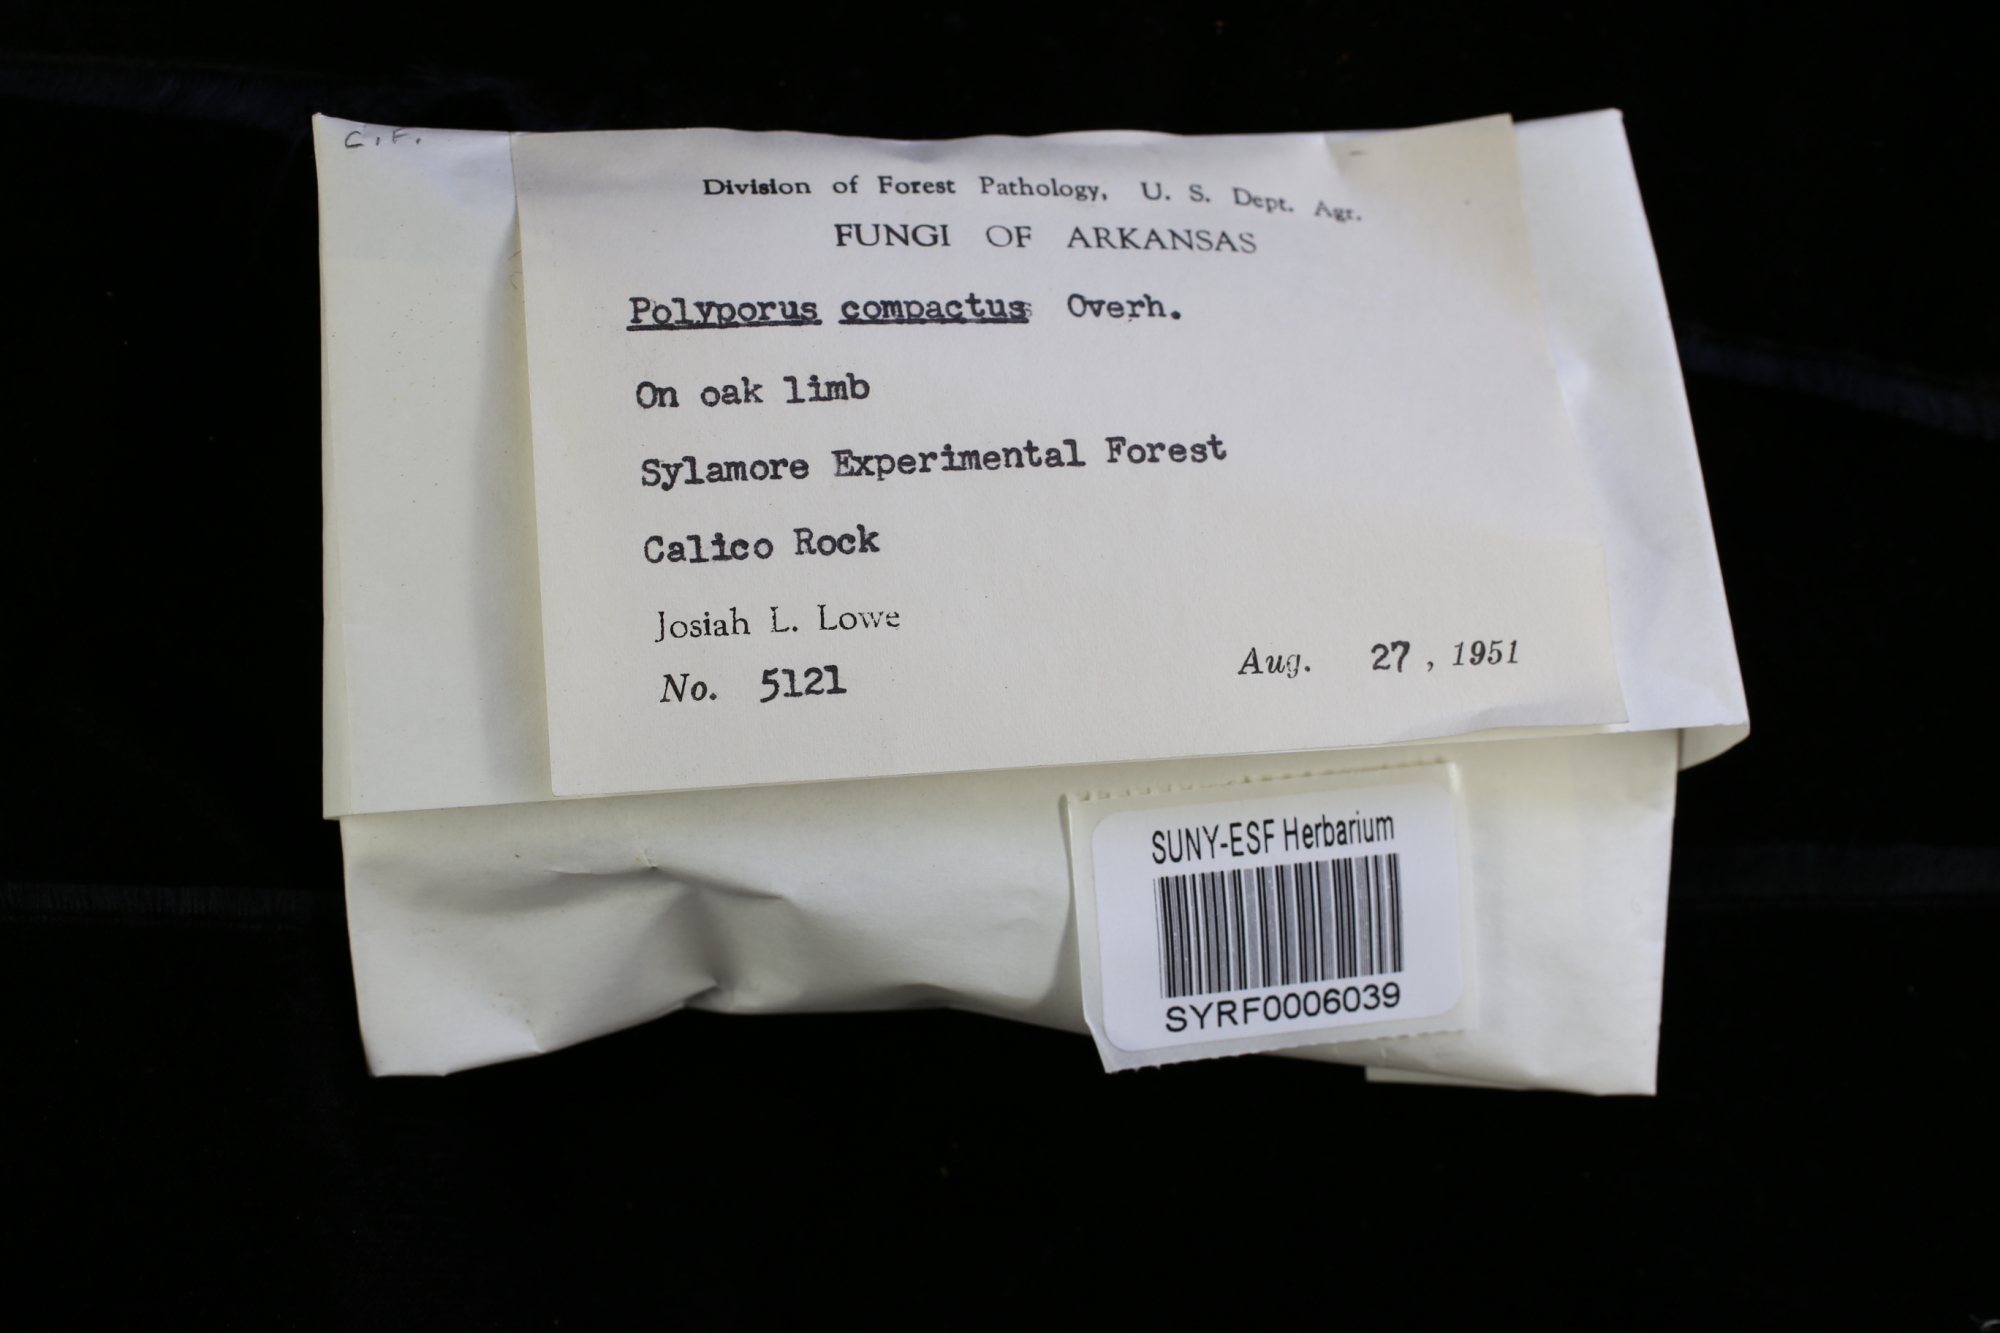 C.F.
Division of Forest Pathology, U. S. Dept. Agr.
FUNGI OF ARKANSAS
Polyporus compactus Overh.
On oak limb
Sylamore Experimental Forest
Calico Rock
Josiah L. Lowe
No. 5121
Aug. 27, 1951
SUNY-ESF Herbarium
SYRF0006039